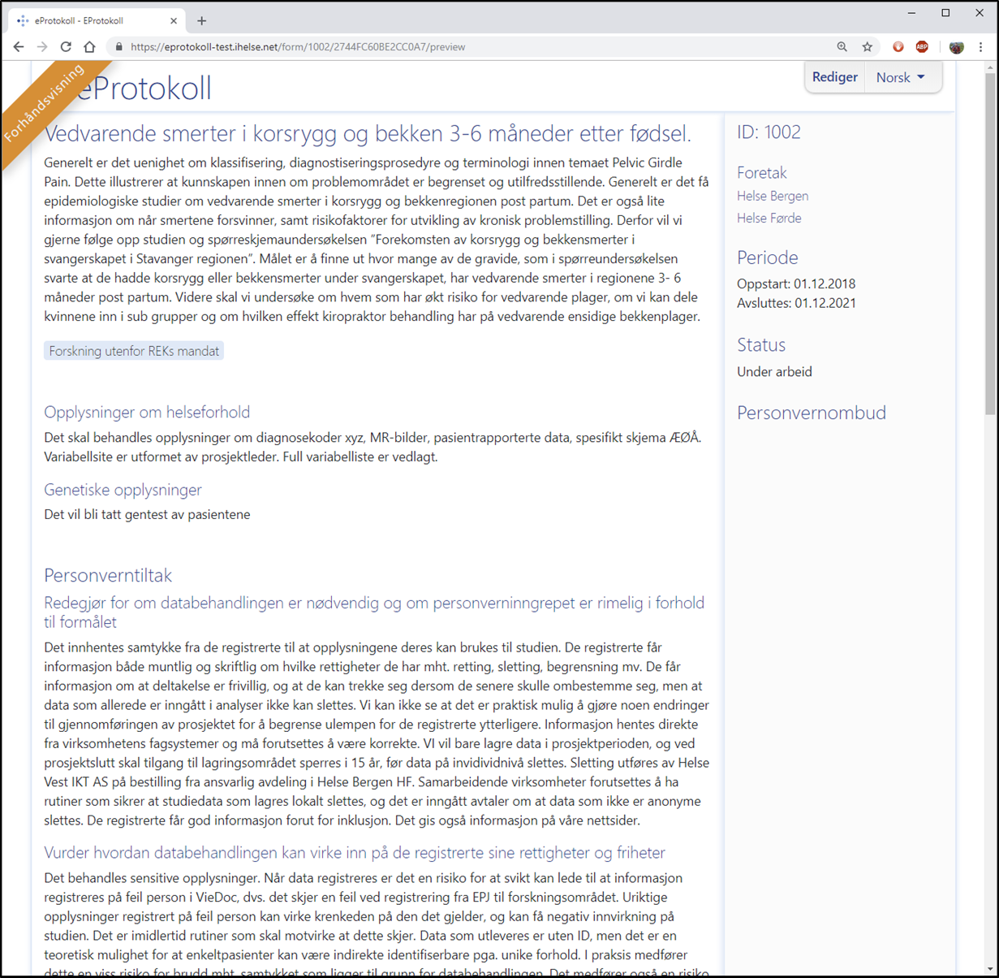 eProtokoll - EProtokoll
https://eprotokoll-test.ihelse.net/form/1002/2744FC60BE2CC0A7/preview
ABP
Forhåndsvisning
eProtokoll
Rediger
Norsk
Vedvarende smerter i korsrygg og bekken 3-6 måneder etter fødsel.
Generelt er det uenighet om klassifisering, diagnostiseringsprosedyre og terminologi innen temaet Pelvic Girdle
Pain. Dette illustrerer at kunnskapen innen om problemområdet er begrenset og utilfredsstillende. Generelt er det få
epidemiologiske studier om vedvarende smerter i korsrygg og bekkenregionen post partum. Det er også lite
informasjon om når smertene forsvinner, samt risikofaktorer for utvikling av kronisk problemstilling. Derfor vil vi
gjerne følge opp studien og spørreskjemaundersøkelsen ”Forekomsten av korsrygg og bekkensmerter i
svangerskapet i Stavanger regionen”. Målet er å finne ut hvor mange av de gravide, som i spørreundersøkelsen
svarte at de hadde korsrygg eller bekkensmerter under svangerskapet, har vedvarende smerter i regionene 3- 6
måneder post partum. Videre skal vi undersøke om hvem som har økt risiko for vedvarende plager, om vi kan dele
kvinnene inn i sub grupper og om hvilken effekt kiropraktor behandling har på vedvarende ensidige bekkenplager.
Forskning utenfor REKs mandat
Opplysninger om helseforhold
Det skal behandles opplysninger om diagnosekoder xyz, MR-bilder, pasientrapporterte data, spesifikt skjema ÆØÅ.
Variabellsite er utformet av prosjektleder. Full variabelliste er vedlagt.
Genetiske opplysninger
Det vil bli tatt gentest av pasientene
Personverntiltak
Redegjør for om databehandlingen er nødvendig og om personverninngrepet er rimelig i forhold
til formålet
Det innhentes samtykke fra de registrerte til at opplysningene deres kan brukes til studien. De registrerte får
informasjon både muntlig og skriftlig om hvilke rettigheter de har mht. retting, sletting, begrensning mv. De får
informasjon om at deltakelse er frivillig, og at de kan trekke seg dersom de senere skulle ombestemme seg, men at
data som allerede er inngått i analyser ikke kan slettes. Vi kan ikke se at det er praktisk mulig å gjøre noen endringer
til gjennomføringen av prosjektet for å begrense ulempen for de registrerte ytterligere. Informasjon hentes direkte
fra virksomhetens fagsystemer og må forutsettes å være korrekte. VI vil bare lagre data i prosjektperioden, og ved
prosjektslutt skal tilgang til lagringsområdet sperres i 15 år, før data på invidividnivå slettes. Sletting utføres av Helse
Vest IKT AS på bestilling fra ansvarlig avdeling i Helse Bergen HF. Samarbeidende virksomheter forutsettes å ha
rutiner som sikrer at studiedata som lagres lokalt slettes, og det er inngått avtaler om at data som ikke er anonyme
slettes. De registrerte får god informasjon forut for inklusjon. Det gis også informasjon på våre nettsider.
Vurder hvordan databehandlingen kan virke inn på de registrerte sine rettigheter og friheter
Det behandles sensitive opplysninger. Når data registreres er det en risiko for at svikt kan lede til at informasjon
registreres på feil person i VieDoc, dvs. det skjer en feil ved registrering fra EPJ til forskningsområdet. Uriktige
opplysninger registrert på feil person kan virke krenkeden på den det gjelder, og kan få negativ innvirkning på
studien. Det er imidlertid rutiner som skal motvirke at dette skjer. Data som utleveres er uten ID, men det er en
teoretisk mulighet for at enkeltpasienter kan være indirekte identifiserbare pga. unike forhold. I praksis medfører
dette en viss risiko for brudd mht. samtykket som ligger til grunn for databehandlingen. Det medfører også en risiko
ID: 1002
Foretak
Helse Bergen
Helse Førde
Periode
Oppstart: 01.12.2018
Avsluttes: 01.12.2021
Status
Under arbeid
Personvernombud